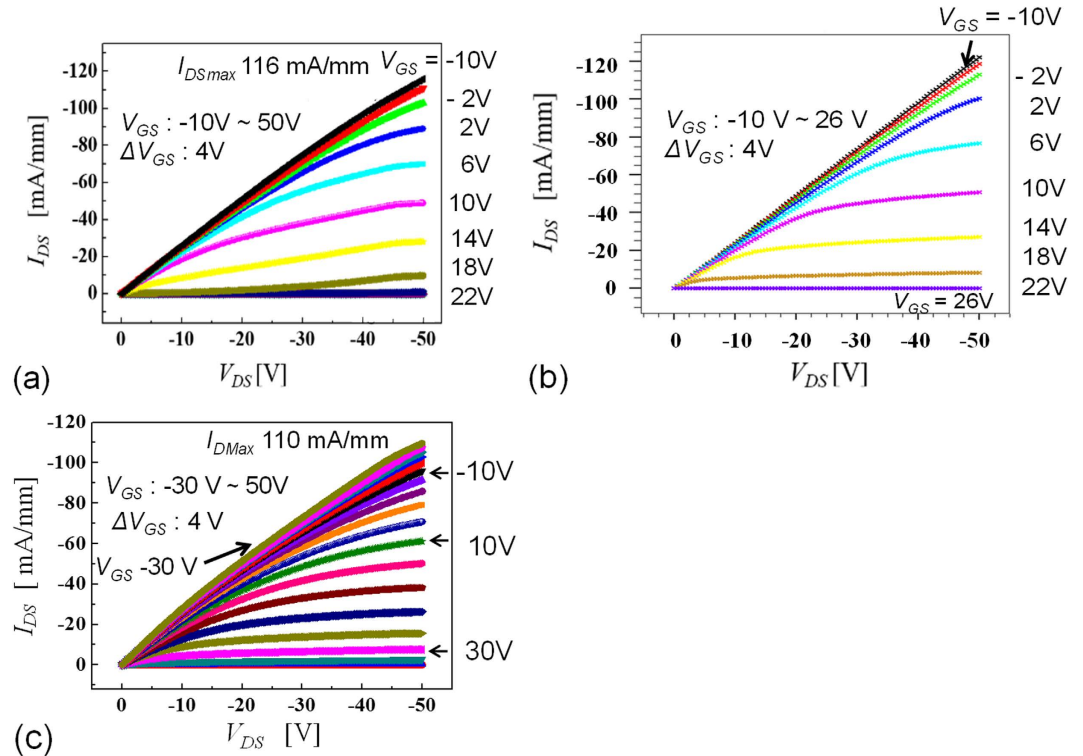 (a)
I_DSmax 116 mA/mm
V_GS = -10V
V_GS : -10V ~ 50V
ΔV_GS : 4V
- 2V
2V
6V
10V
14V
18V
22V
-120
-100
-80
-60
-40
-20
0
I_DS [mA/mm]
0 -10 -20 -30 -40 -50
V_DS [V]
(b)
V_GS = -10V
V_GS : -10 V ~ 26 V
ΔV_GS : 4V
- 2V
2V
6V
10V
14V
18V
22V
V_GS = 26V
-120
-100
-80
-60
-40
-20
0
I_DS [mA/mm]
0 -10 -20 -30 -40 -50
V_DS [V]
(c)
I_DMax 110 mA/mm
V_GS : -30 V ~ 50V
ΔV_GS : 4 V
V_GS -30 V
-10V
10V
30V
-120
-100
-80
-60
-40
-20
0
I_DS [ mA/mm]
0 -10 -20 -30 -40 -50
V_DS [V]